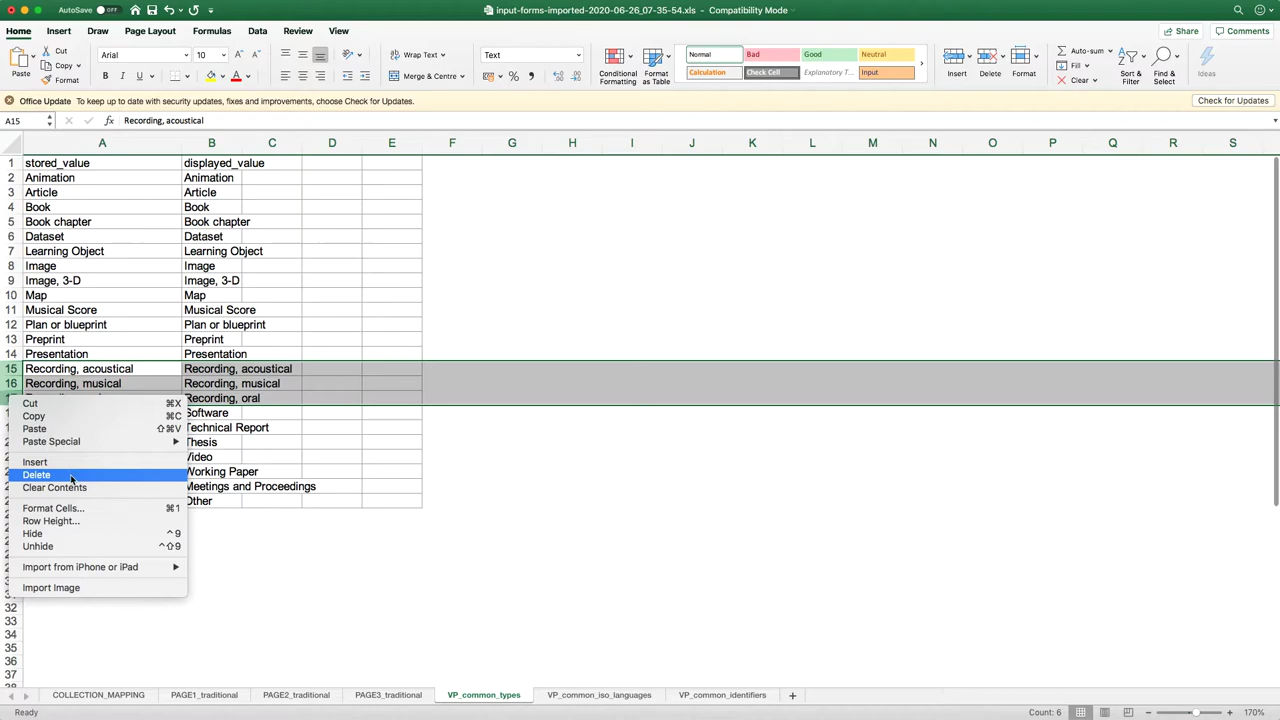 AutoSave OFF
input-forms-imported-2020-06-26_07-35-54.xls - Compatibility Mode
Home Insert Draw Page Layout Formulas Data Review View
Share Comments
Paste Cut Copy Format
Arial 10
B I U
Wrap Text
Merge & Centre
Text
Conditional Formatting
Format as Table
Normal Bad Good Neutral
Calculation Check Cell Explanatory T... Input
Insert Delete Format
Auto-sum
Fill
Clear
Sort & Filter
Find & Select
Ideas
Office Update To keep up to date with security updates, fixes and improvements, choose Check for Updates. Check for Updates
A15 fx Recording, acoustical
A B C D E F G H I J K L M N O P Q R S
1 stored_value displayed_value
2 Animation Animation
3 Article Article
4 Book Book
5 Book chapter Book chapter
6 Dataset Dataset
7 Learning Object Learning Object
8 Image Image
9 Image, 3-D Image, 3-D
10 Map Map
11 Musical Score Musical Score
12 Plan or blueprint Plan or blueprint
13 Preprint Preprint
14 Presentation Presentation
15 Recording, acoustical Recording, acoustical
16 Recording, musical Recording, musical
Recording, oral
Software
Technical Report
Thesis
Video
Working Paper
Meetings and Proceedings
Other
Cut ⌘X
Copy ⌘C
Paste ⇧⌘V
Paste Special
Insert
Delete
Clear Contents
Format Cells... ⌘1
Row Height...
Hide ^9
Unhide ^⇧9
Import from iPhone or iPad
Import Image
32
33
34
35
36
37
COLLECTION_MAPPING PAGE1_traditional PAGE2_traditional PAGE3_traditional VP_common_types VP_common_iso_languages VP_common_identifiers
Ready Count: 6 170%